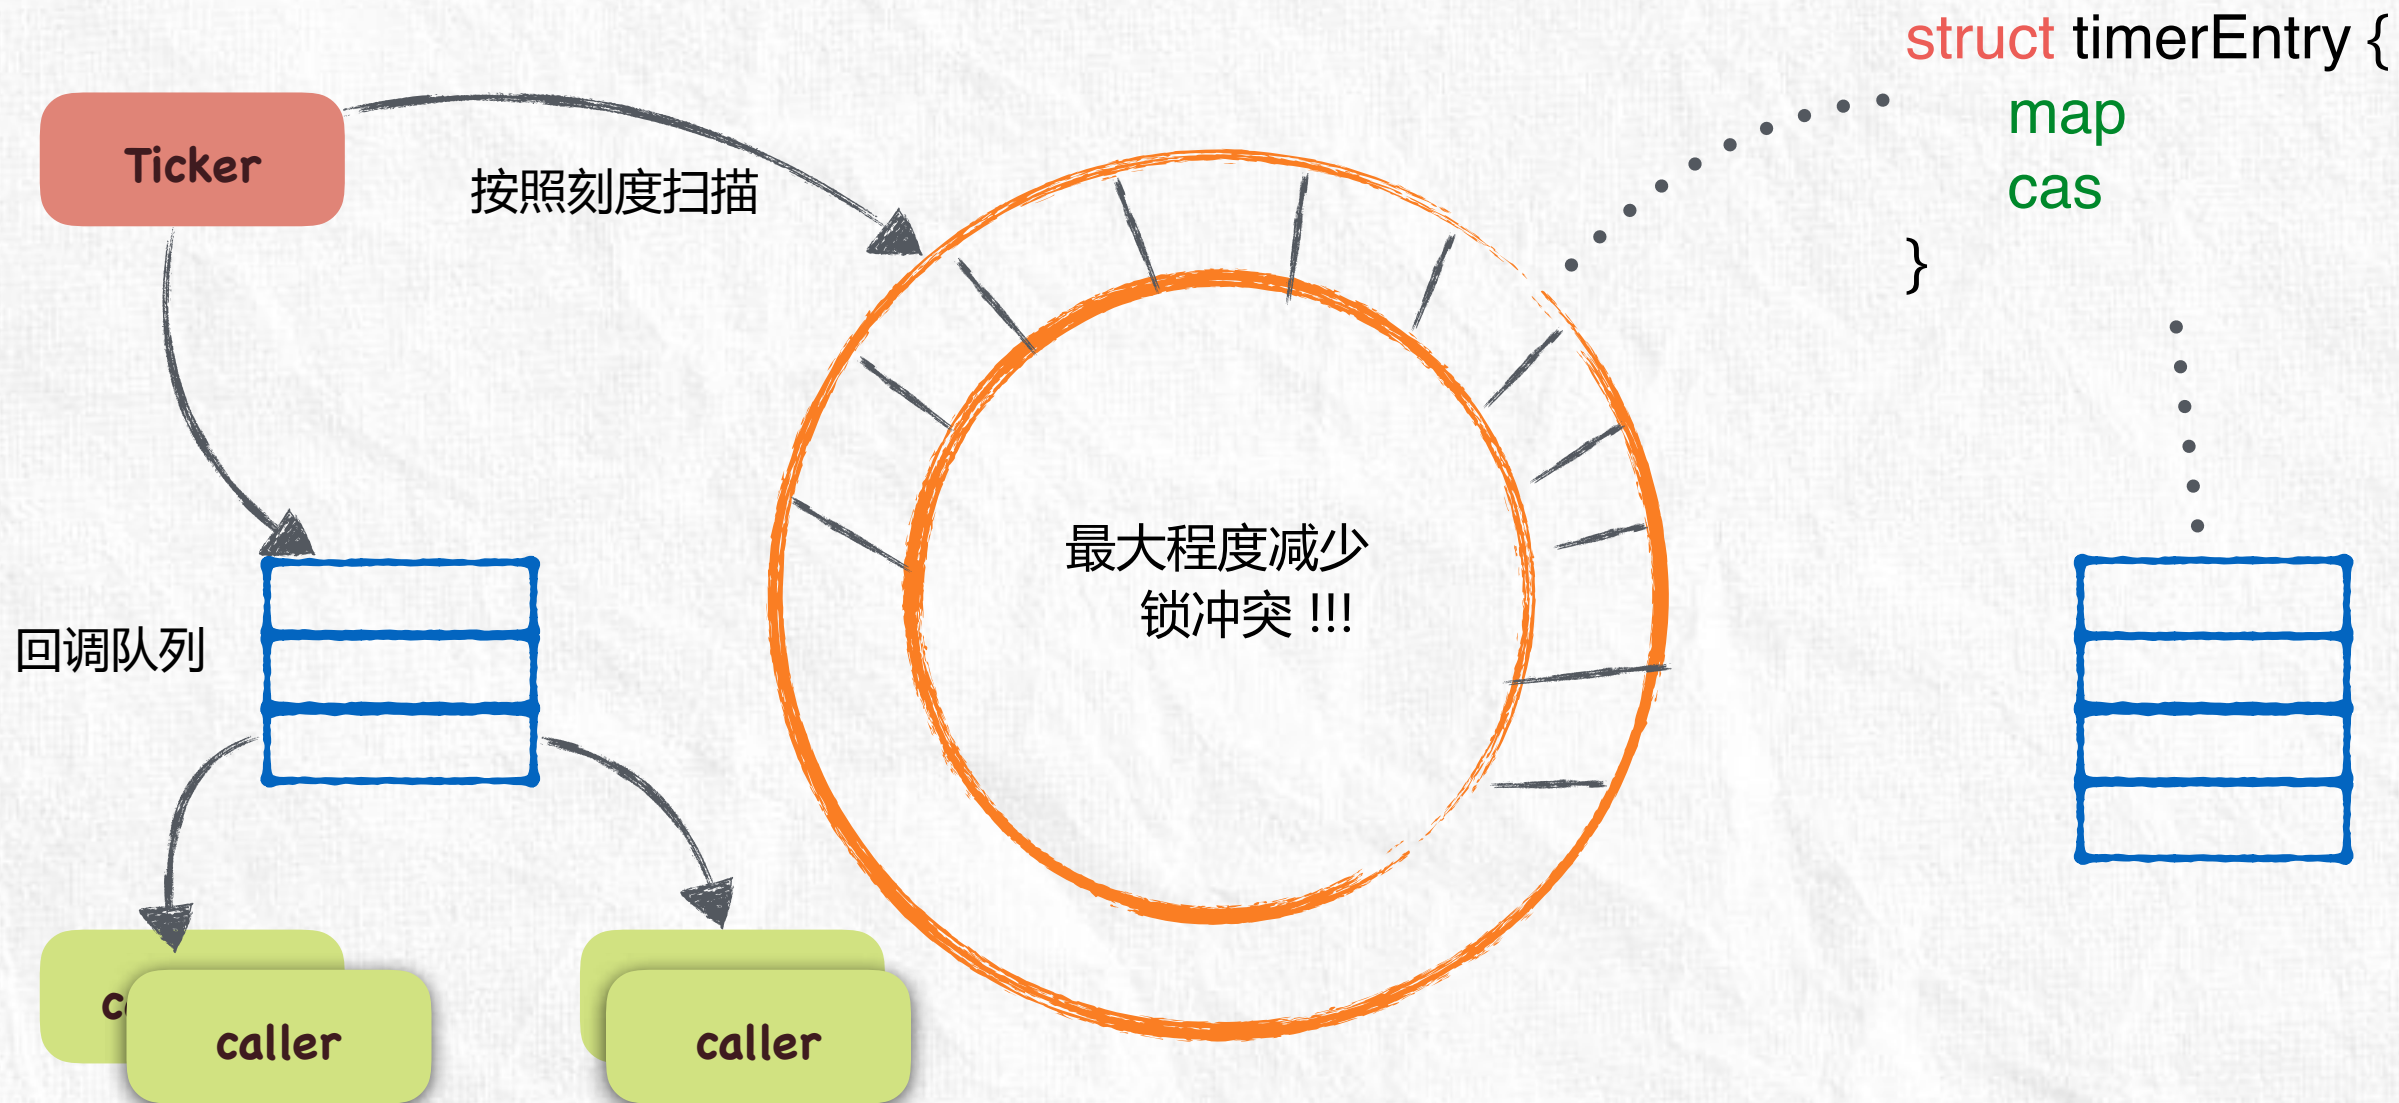 struct timerEntry {
map
cas
}
Ticker
按照刻度扫描
最大程度减少
锁冲突 !!!
回调队列
caller
caller